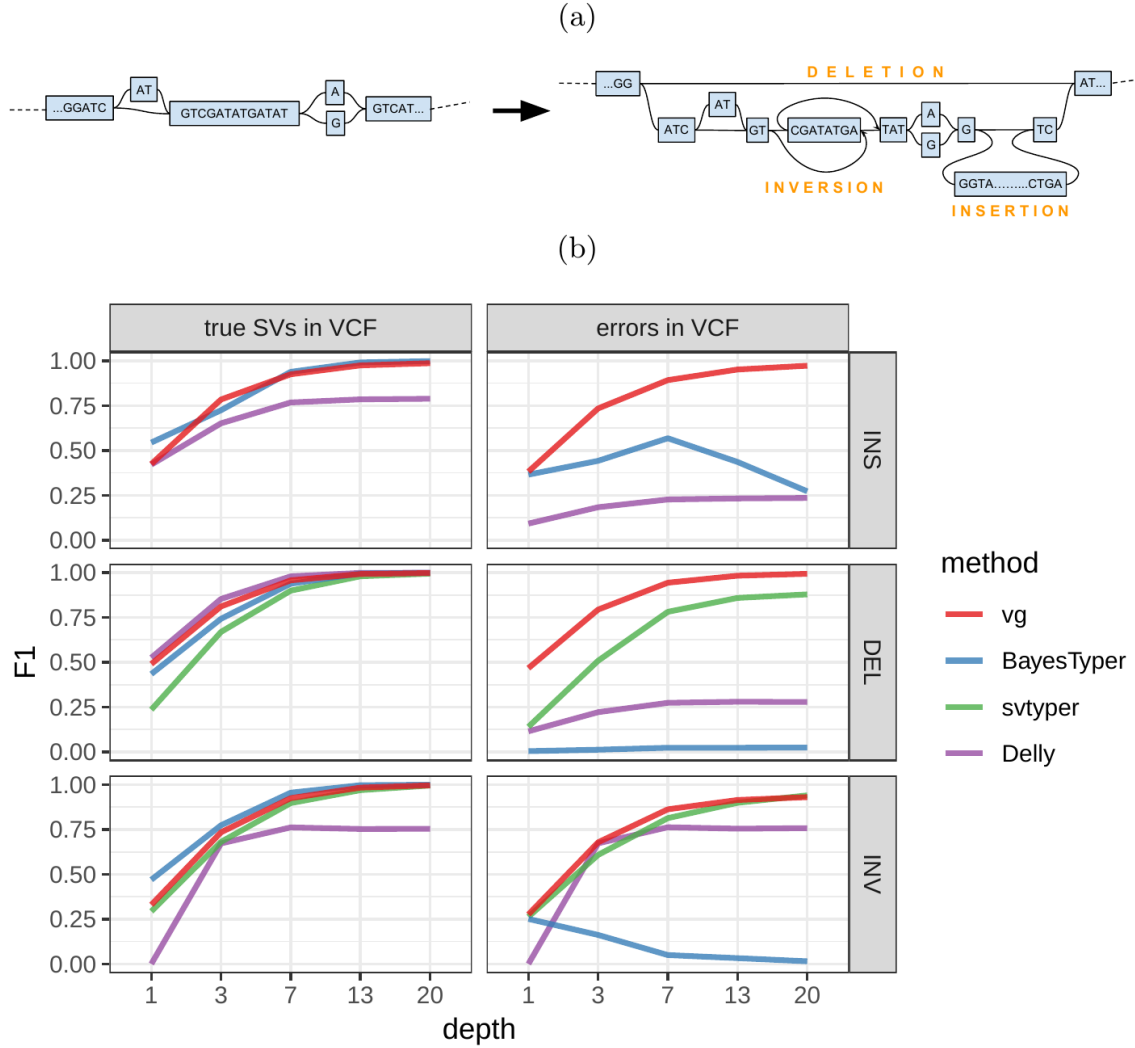 (a)
DELETION
...GGATC
AT
GTCGATATGATAT
A
G
GTCAT...
...GG
ATC
AT
GT
CGATATGA
TAT
A
G
G
TC
AT...
GGTA……...CTGA
INVERSION
INSERTION
(b)
true SVs in VCF
errors in VCF
1.00
0.75
0.50
0.25
0.00
INS
1.00
0.75
0.50
0.25
0.00
DEL
1.00
0.75
0.50
0.25
0.00
INV
F1
1 3 7 13 20
1 3 7 13 20
depth
method
vg
BayesTyper
svtyper
Delly